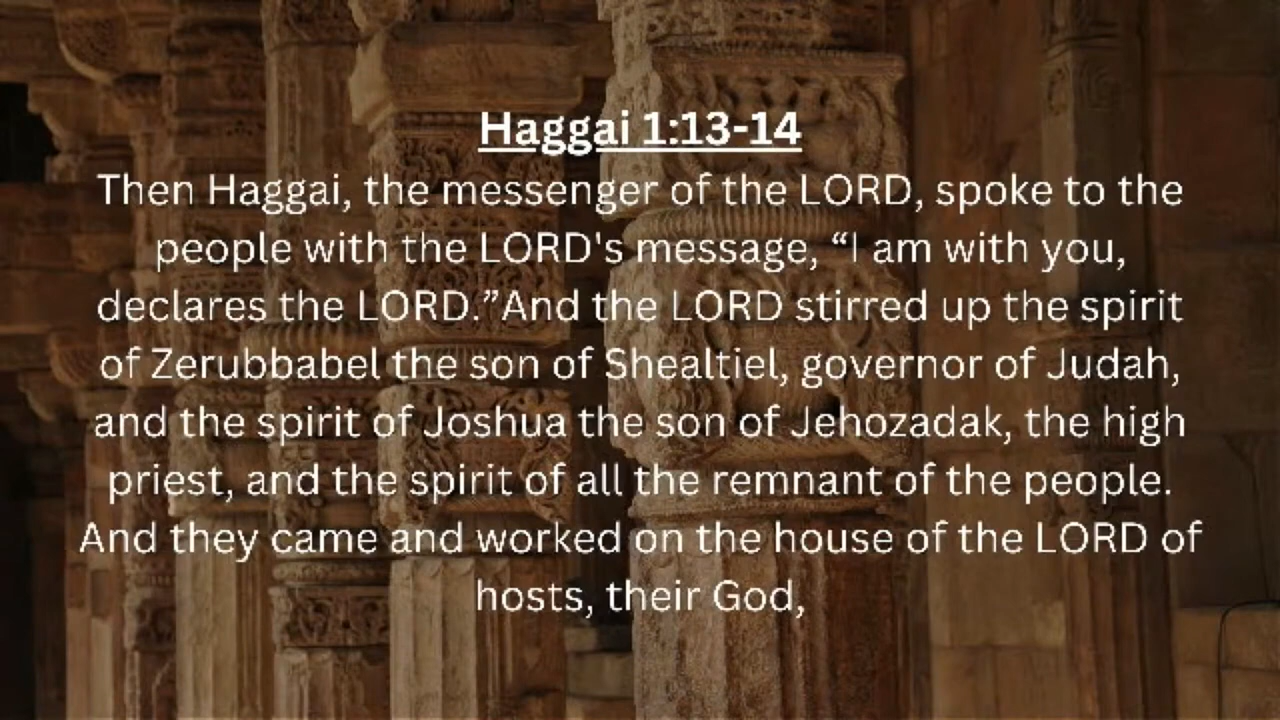 Haggai 1:13-14
Then Haggai, the messenger of the LORD, spoke to the
people with the LORD's message, “I am with you,
declares the LORD.”And the LORD stirred up the spirit
of Zerubbabel the son of Shealtiel, governor of Judah,
and the spirit of Joshua the son of Jehozadak, the high
priest, and the spirit of all the remnant of the people.
And they came and worked on the house of the LORD of
hosts, their God,